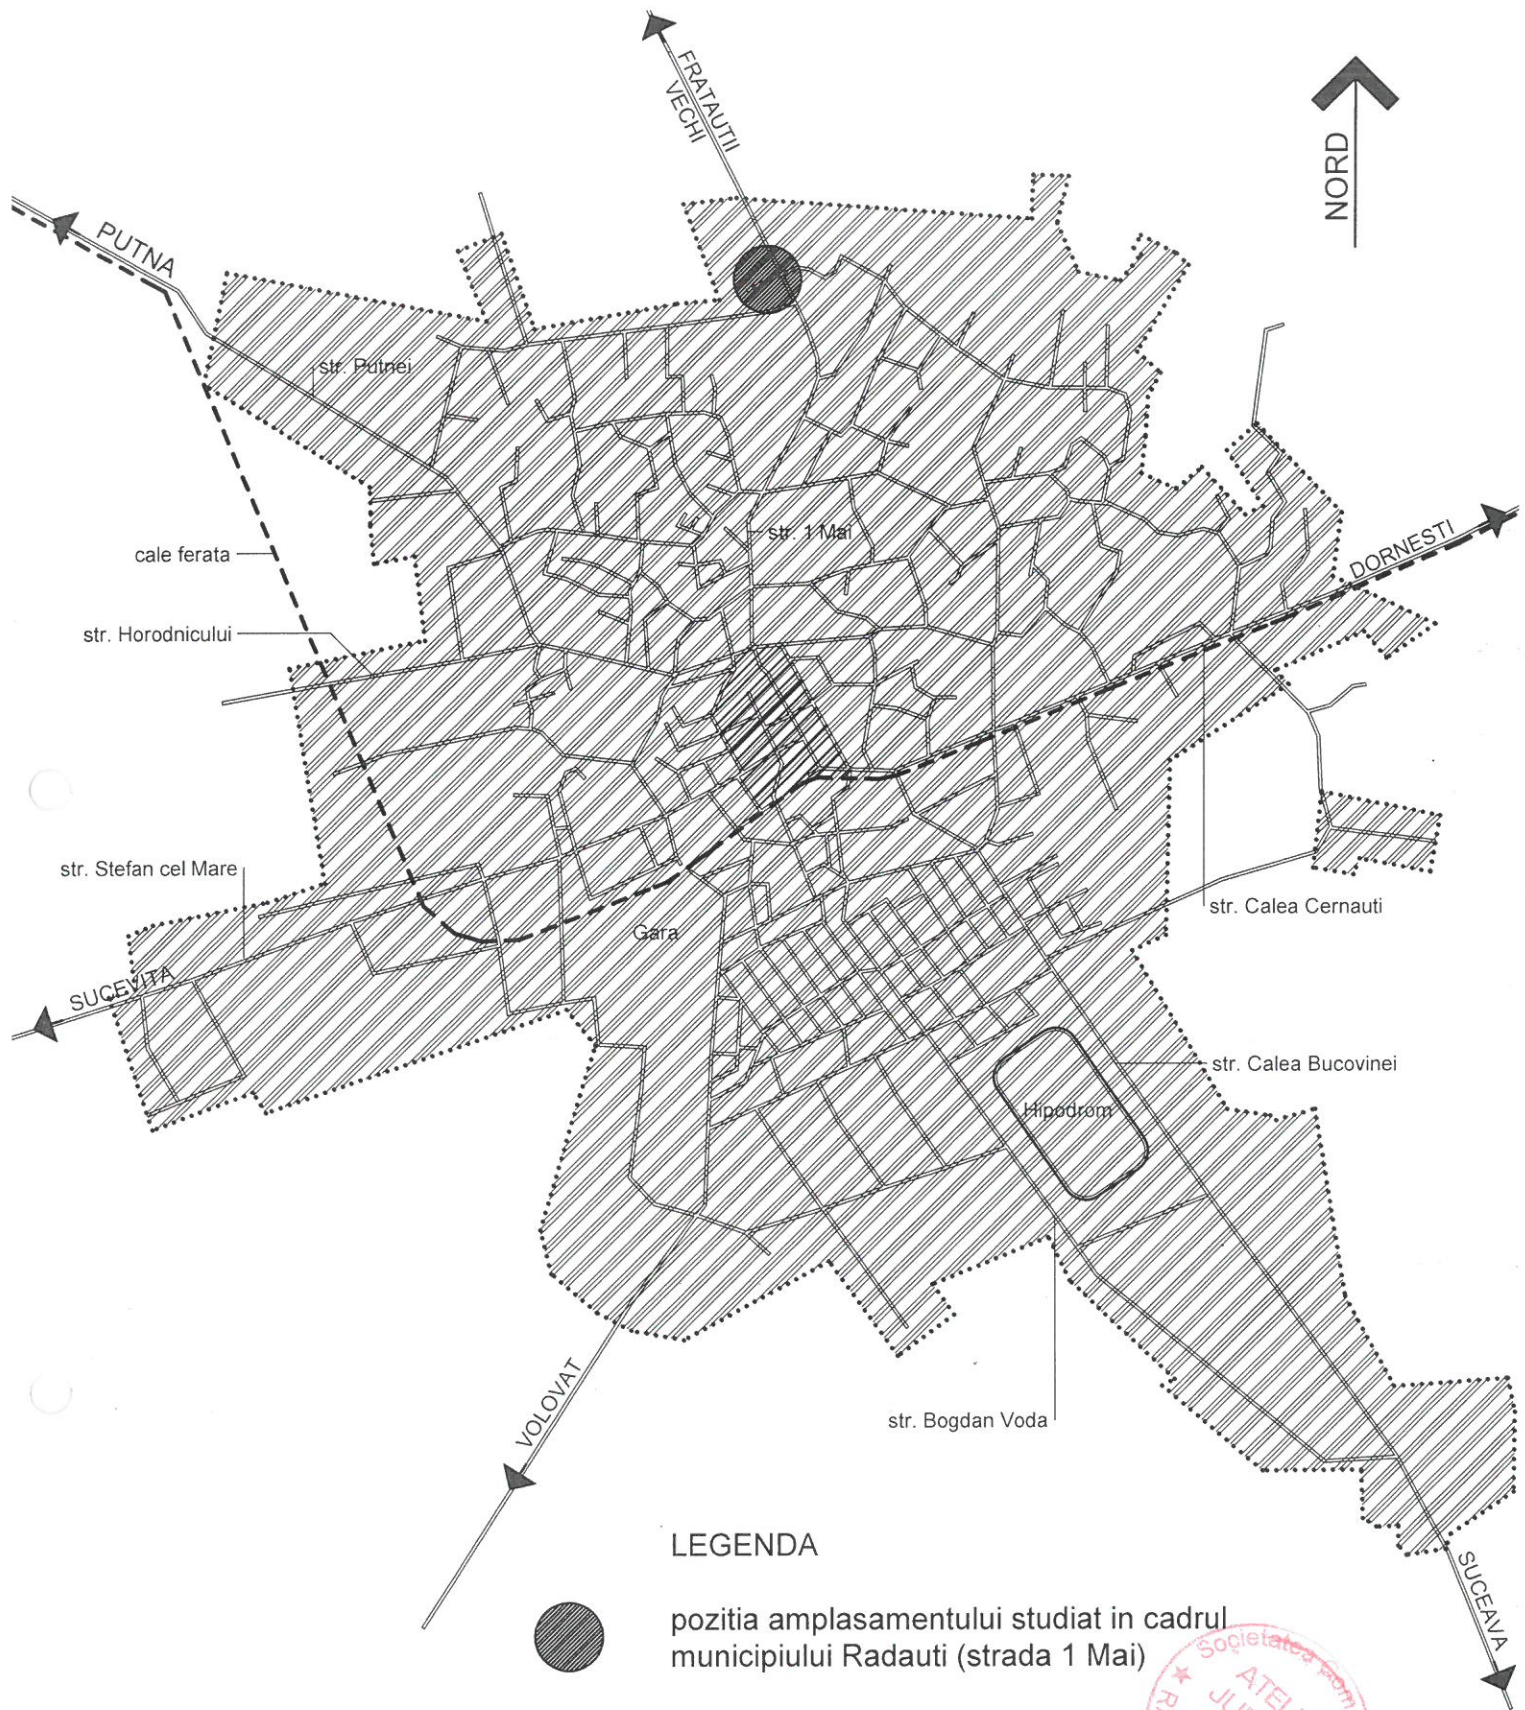 FRATAUTII
VECHI
NORD
PUTNA
str. Putnei
str. 1 Mai
cale ferata
DORNESTI
str. Horodnicului
str. Stefan cel Mare
str. Calea Cernauti
Gara
SUCEVITA
str. Calea Bucovinei
Hipodrom
VOLOVAT
str. Bogdan Voda
SUCEAVA
LEGENDA
pozitia amplasamentului studiat in cadrul
municipiului Radauti (strada 1 Mai)
Societatea